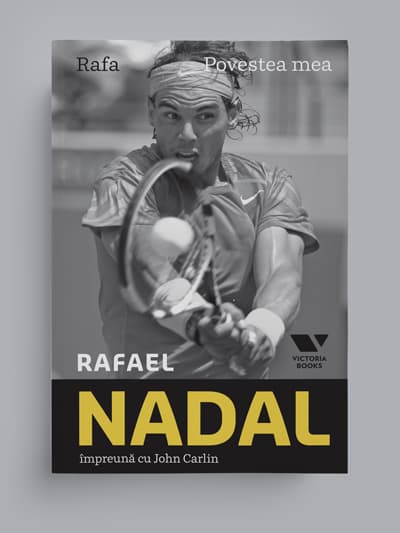 Rafa Povestea mea
RAFAEL
VICTORIA
BOOKS
NADAL
împreună cu John Carlin